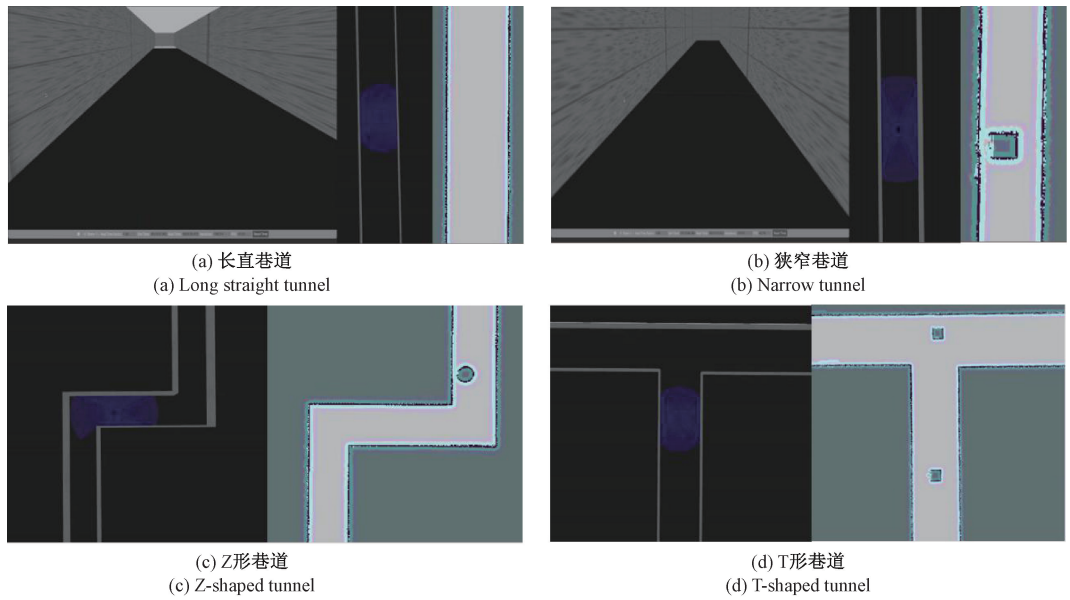 (a) 长直巷道
(a) Long straight tunnel
(b) 狭窄巷道
(b) Narrow tunnel
(c) Z形巷道
(c) Z-shaped tunnel
(d) T形巷道
(d) T-shaped tunnel